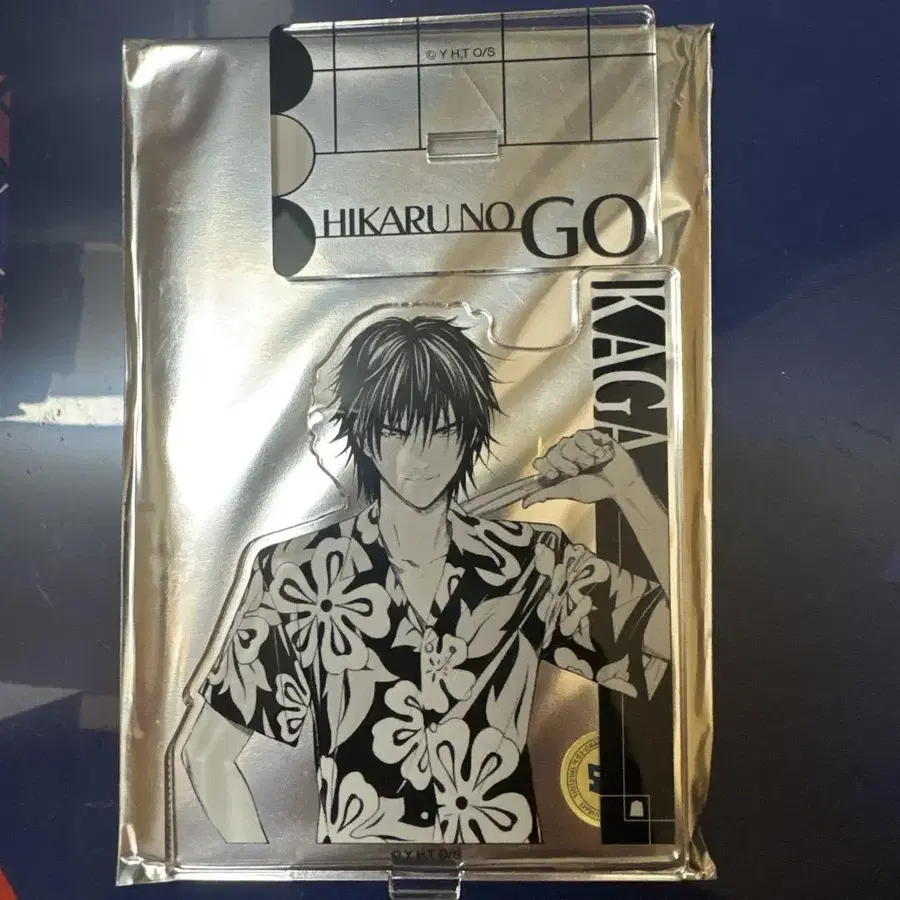 © Y H,T O/S
HIKARU NO GO
KAGA
© Y H,T O/S